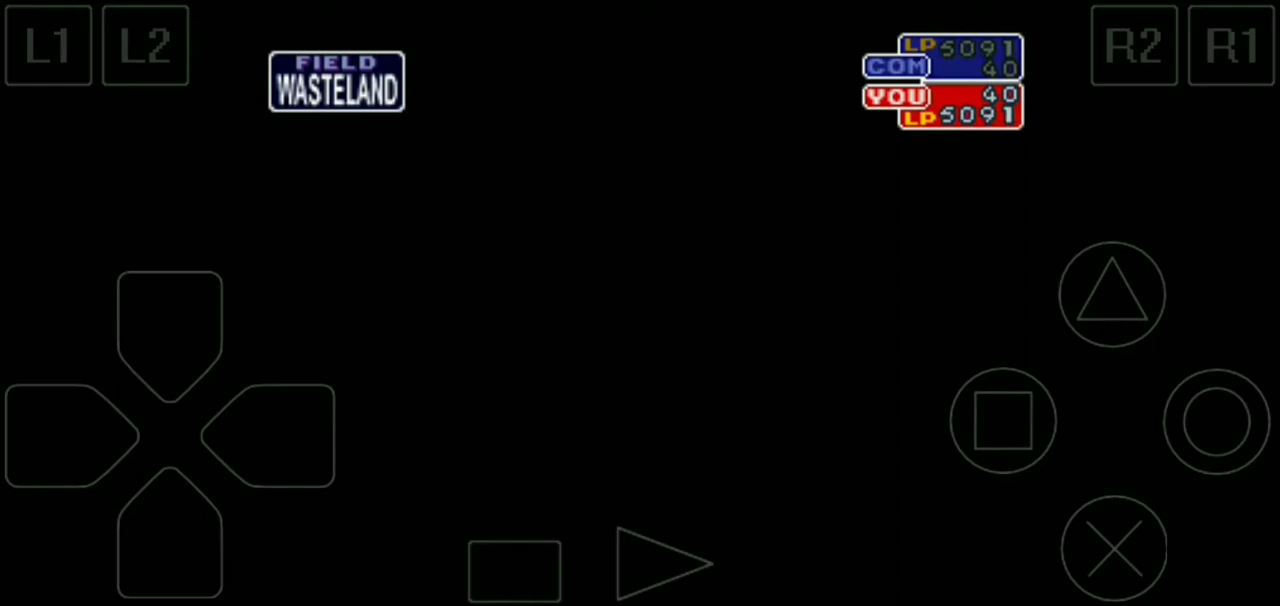 L1 L2
R2 R1
FIELD
WASTELAND
LP 5091
COM 40
YOU 40
LP 5091